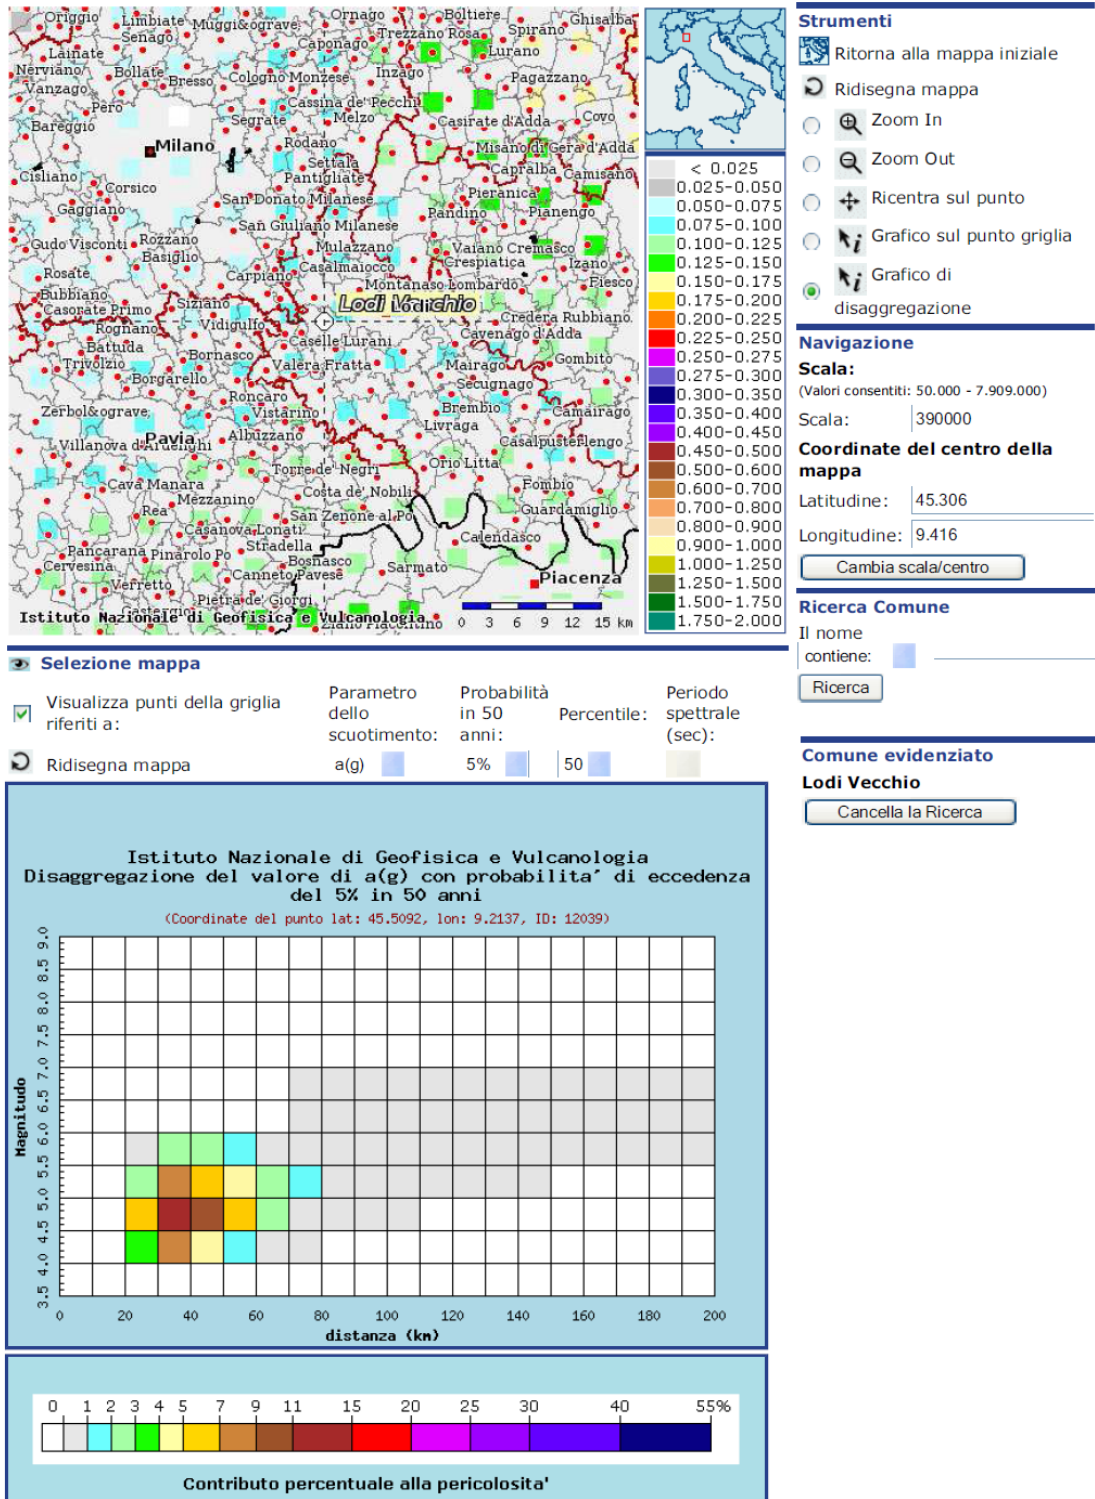 Origgio
Limbiate
Muggi&ograve;
Ornago
Boltiere
Ghisalba
Senago
Caponago
Trezzano Rosa
Spirano
Lainate
Lurano
Nerviano
Bollate
Bresso
Cologno Monzese
Inzago
Pagazzano
Vanzago
Pero
Cassina de' Pecchi
Bareggio
Segrate
Melzo
Casirate d'Adda
Covo
Milano
Rodano
Misano di Gera d'Adda
Settala
Cisliano
Pantigliate
Capralba
Camisano
Corsico
San Donato Milanese
Pieranica
Gaggiano
Pandino
Pianengo
San Giuliano Milanese
Gudo Visconti
Rozzano
Mulazzano
Vaiano Cremasco
Basiglio
Casalmaiocco
Crespiatica
Izano
Rosate
Carpiano
Montanaso Lombardo
Fiesco
Bubbiano
Siziano
Lodi Vecchio
Casorate Primo
Credera Rubbiano
Rognano
Vidigulfo
Caselle Lurani
Cavenago d'Adda
Battuda
Bornasco
Valera Fratta
Mairago
Gombito
Trivolzio
Borgarello
Secugnago
Roncaro
Zerbol&ograve;
Vistarino
Brembio
Camairago
Livraga
Villanova d'Ardenghi
Pavia
Albuzzano
Casalpusterlengo
Torre de' Negri
Orio Litta
Cava Manara
Fombio
Mezzanino
Costa de' Nobili
Rea
San Zenone al Po
Guardamiglio
Casanova Lonati
Calendasco
Pancarana
Pinarolo Po
Stradella
Bosnasco
Cervesina
Canneto Pavese
Sarmato
Piacenza
Verretto
Pietra de' Giorgi
Istituto Nazionale di Geofisica e Vulcanologia
0 3 6 9 12 15 km
< 0.025
0.025-0.050
0.050-0.075
0.075-0.100
0.100-0.125
0.125-0.150
0.150-0.175
0.175-0.200
0.200-0.225
0.225-0.250
0.250-0.275
0.275-0.300
0.300-0.350
0.350-0.400
0.400-0.450
0.450-0.500
0.500-0.600
0.600-0.700
0.700-0.800
0.800-0.900
0.900-1.000
1.000-1.250
1.250-1.500
1.500-1.750
1.750-2.000
Strumenti
Ritorna alla mappa iniziale
Ridisegna mappa
Zoom In
Zoom Out
Ricentra sul punto
Grafico sul punto griglia
Grafico di
disaggregazione
Navigazione
Scala:
(Valori consentiti: 50.000 - 7.909.000)
Scala: 390000
Coordinate del centro della
mappa
Latitudine: 45.306
Longitudine: 9.416
Cambia scala/centro
Ricerca Comune
Il nome
contiene:
Ricerca
Comune evidenziato
Lodi Vecchio
Cancella la Ricerca
Selezione mappa
Visualizza punti della griglia
riferiti a:
Parametro
dello
scuotimento:
Probabilità
in 50
anni:
Percentile:
Periodo
spettrale
(sec):
Ridisegna mappa
a(g)
5%
50
Istituto Nazionale di Geofisica e Vulcanologia
Disaggregazione del valore di a(g) con probabilita' di eccedenza
del 5% in 50 anni
(Coordinate del punto lat: 45.5092, lon: 9.2137, ID: 12039)
Magnitudo
9.0
8.5
8.0
7.5
7.0
6.5
6.0
5.5
5.0
4.5
4.0
3.5
0 20 40 60 80 100 120 140 160 180 200
distanza (km)
0 1 2 3 4 5 7 9 11 15 20 25 30 40 55%
Contributo percentuale alla pericolosita'